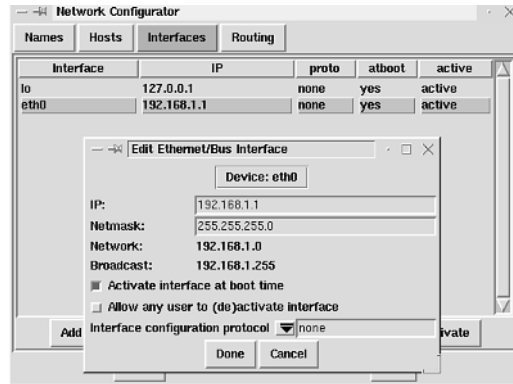 Network Configurator
Names Hosts Interfaces Routing
Interface IP proto atboot active
lo 127.0.0.1 none yes active
eth0 192.168.1.1 none yes active
Edit Ethernet/Bus Interface
Device: eth0
IP: 192.168.1.1
Netmask: 255.255.255.0
Network: 192.168.1.0
Broadcast: 192.168.1.255
Activate interface at boot time
Allow any user to (de)activate interface
Interface configuration protocol none
Add ivate
Done Cancel